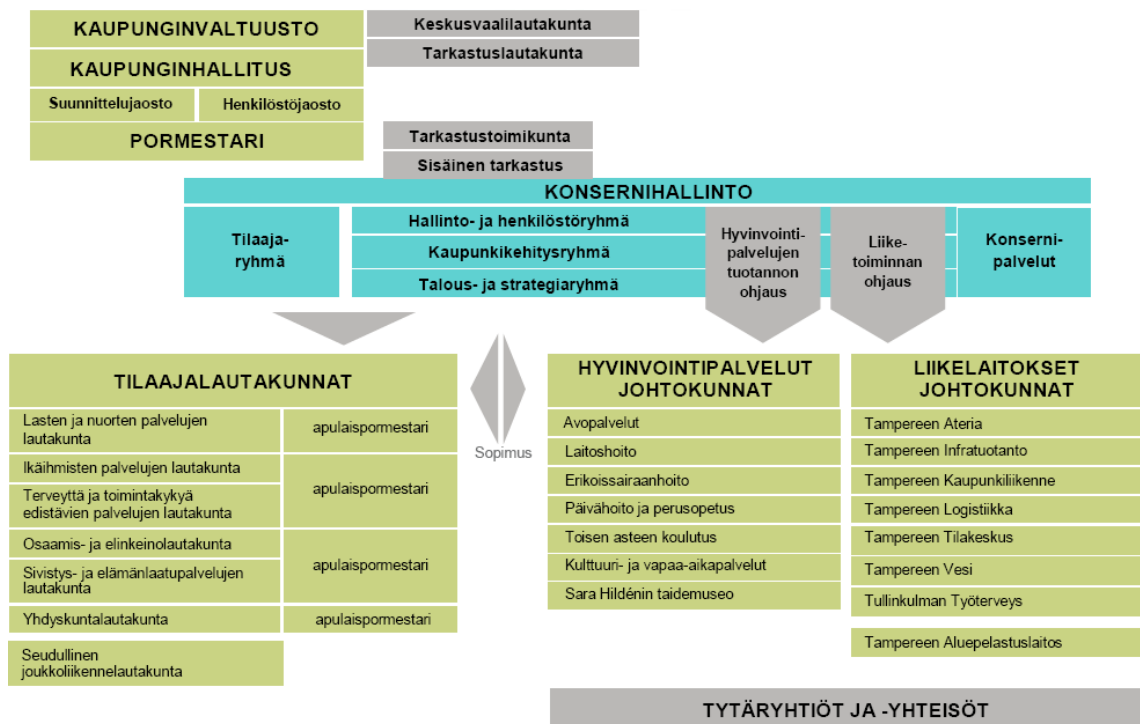 KAUPUNGINVALTUUSTO
Keskusvaalilautakunta
Tarkastuslautakunta
KAUPUNGINHALLITUS
Suunnittelujaosto
Henkilöstöjaosto
PORMESTARI
Tarkastustoimikunta
Sisäinen tarkastus
KONSERNIHALLINTO
Tilaaja-
ryhmä
Hallinto- ja henkilöstöryhmä
Kaupunkikehitysryhmä
Talous- ja strategiaryhmä
Hyvinvointi-
palvelujen
tuotannon
ohjaus
Liike-
toiminnan
ohjaus
Konserni-
palvelut
TILAAJALAUTAKUNNAT
Lasten ja nuorten palvelujen
lautakunta
apulaispormestari
Ikäihmisten palvelujen lautakunta
Terveyttä ja toimintakykyä
edistävien palvelujen lautakunta
apulaispormestari
Osaamis- ja elinkeinolautakunta
Sivistys- ja elämänlaatupalvelujen
lautakunta
apulaispormestari
Yhdyskuntalautakunta
apulaispormestari
Seudullinen
joukkoliikennelautakunta
Sopimus
HYVINVOINTIPALVELUT
JOHTOKUNNAT
Avopalvelut
Laitoshoito
Erikoissairaanhoito
Päivähoito ja perusopetus
Toisen asteen koulutus
Kulttuuri- ja vapaa-aikapalvelut
Sara Hildénin taidemuseo
LIIKELAITOKSET
JOHTOKUNNAT
Tampereen Ateria
Tampereen Infratuotanto
Tampereen Kaupunkiliikenne
Tampereen Logistiikka
Tampereen Tilakeskus
Tampereen Vesi
Tullinkulman Työterveys
Tampereen Aluepelastuslaitos
TYTÄRYHTIÖT JA -YHTEISÖT